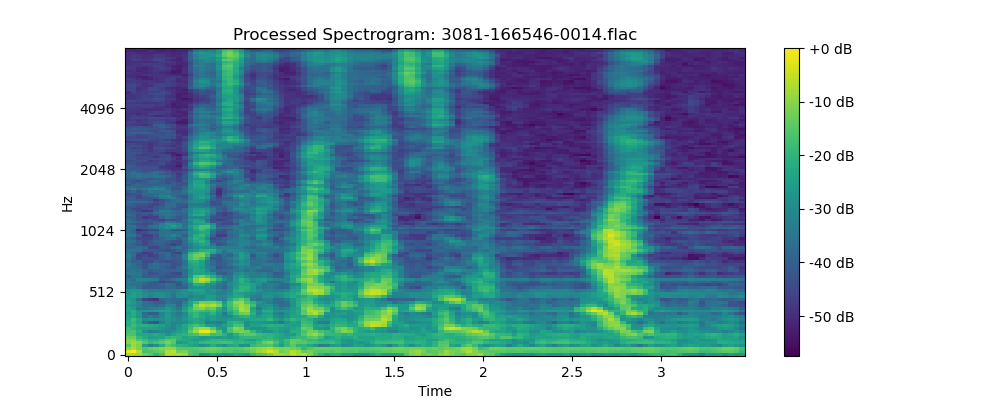 Processed Spectrogram: 3081-166546-0014.flac
+0 dB
-10 dB
-20 dB
-30 dB
-40 dB
-50 dB
4096
2048
1024
512
0
Hz
0 0.5 1 1.5 2 2.5 3
Time